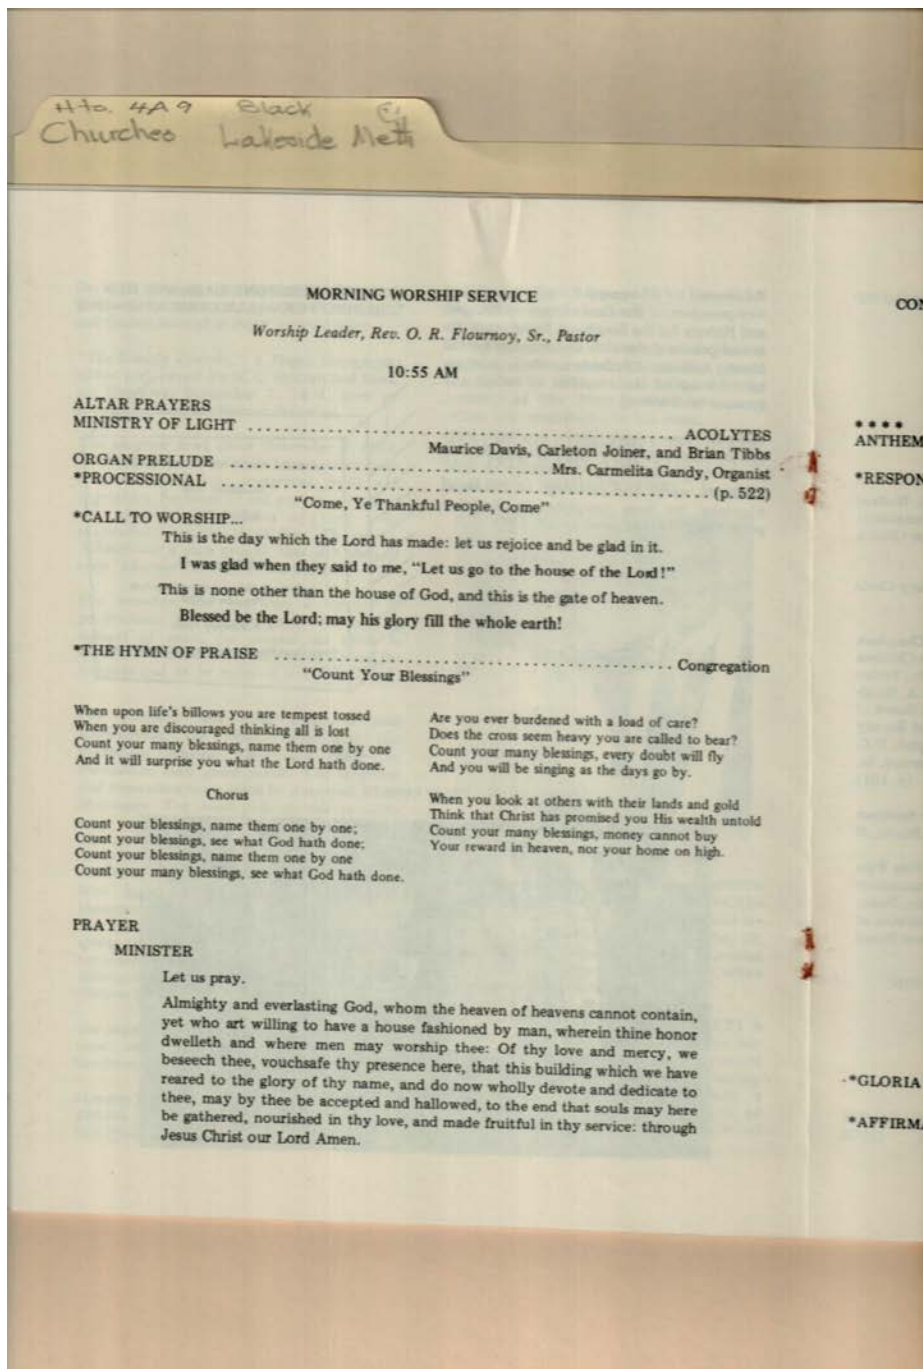 Hto. 4A9 Black
Churches Lakeside Meth
MORNING WORSHIP SERVICE
Worship Leader, Rev. O. R. Flournoy, Sr., Pastor
10:55 AM
ALTAR PRAYERS
MINISTRY OF LIGHT ........................................ ACOLYTES
Maurice Davis, Carleton Joiner, and Brian Tibbs
ORGAN PRELUDE ........................................ Mrs. Carmelita Gandy, Organist
*PROCESSIONAL ........................................ (p. 522)
"Come, Ye Thankful People, Come"
*CALL TO WORSHIP...
This is the day which the Lord has made: let us rejoice and be glad in it.
I was glad when they said to me, "Let us go to the house of the Lord!"
This is none other than the house of God, and this is the gate of heaven.
Blessed be the Lord; may his glory fill the whole earth!
*THE HYMN OF PRAISE ........................................ Congregation
"Count Your Blessings"
When upon life's billows you are tempest tossed
When you are discouraged thinking all is lost
Count your many blessings, name them one by one
And it will surprise you what the Lord hath done.
Chorus
Count your blessings, name them one by one;
Count your blessings, see what God hath done;
Count your blessings, name them one by one
Count your many blessings, see what God hath done.
Are you ever burdened with a load of care?
Does the cross seem heavy you are called to bear?
Count your many blessings, every doubt will fly
And you will be singing as the days go by.
When you look at others with their lands and gold
Think that Christ has promised you His wealth untold
Count your many blessings, money cannot buy
Your reward in heaven, nor your home on high.
PRAYER
MINISTER
Let us pray.
Almighty and everlasting God, whom the heaven of heavens cannot contain,
yet who art willing to have a house fashioned by man, wherein thine honor
dwelleth and where men may worship thee: Of thy love and mercy, we
beseech thee, vouchsafe thy presence here, that this building which we have
reared to the glory of thy name, and do now wholly devote and dedicate to
thee, may by thee be accepted and hallowed, to the end that souls may here
be gathered, nourished in thy love, and made fruitful in thy service: through
Jesus Christ our Lord Amen.
CON
****
ANTHEM
*RESPON
*GLORIA
*AFFIRMA